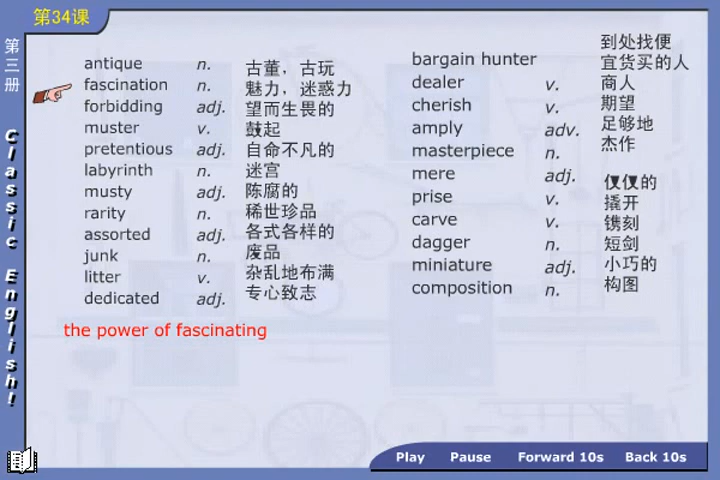 第34课
第三册
Classic English!
antique n. 古董，古玩
fascination n. 魅力，迷惑力
forbidding adj. 望而生畏的
muster v. 鼓起
pretentious adj. 自命不凡的
labyrinth n. 迷宫
musty adj. 陈腐的
rarity n. 稀世珍品
assorted adj. 各式各样的
junk n. 废品
litter v. 杂乱地布满
dedicated adj. 专心致志
the power of fascinating
bargain hunter 到处找便
宜货买的人
dealer v. 商人
cherish v. 期望
amply adv. 足够地
masterpiece n. 杰作
mere adj. 仅仅的
prise v. 撬开
carve v. 镌刻
dagger n. 短剑
miniature adj. 小巧的
composition n. 构图
Play Pause Forward 10s Back 10s